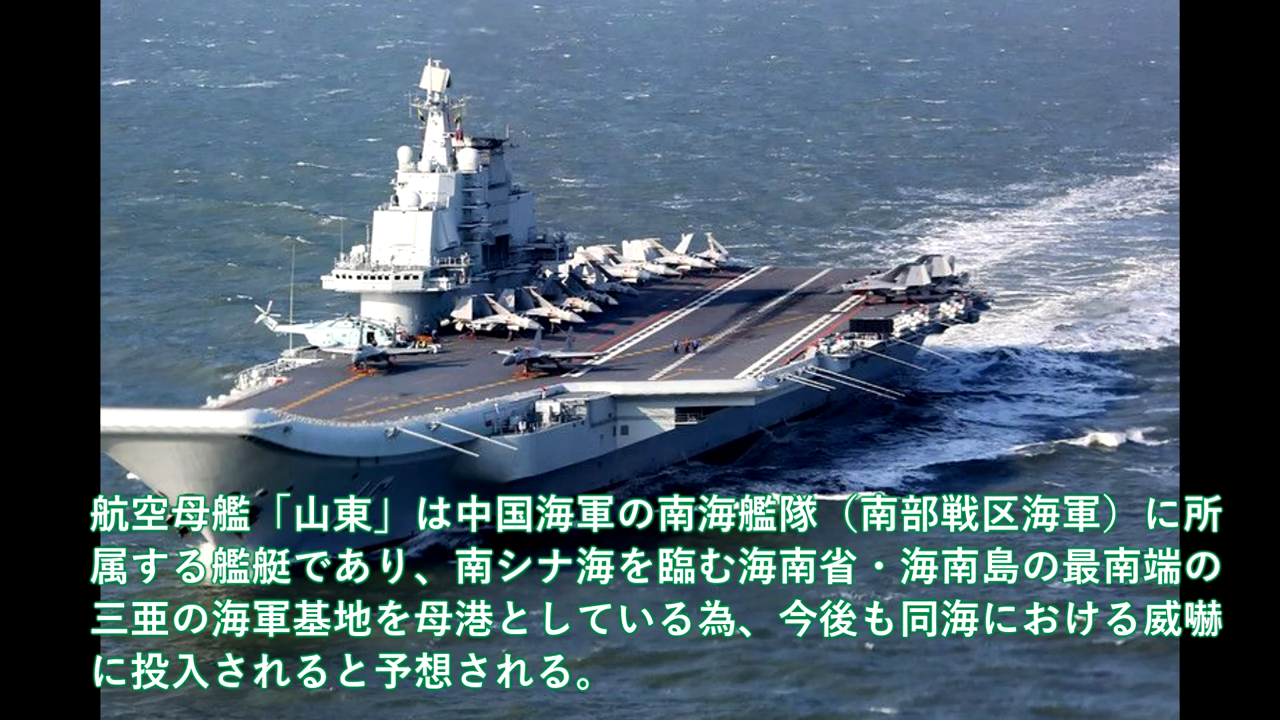 航空母艦「山東」は中国海軍の南海艦隊（南部戦区海軍）に所
属する艦艇であり、南シナ海を臨む海南省・海南島の最南端の
三亜の海軍基地を母港としている為、今後も同海における威嚇
に投入されると予想される。